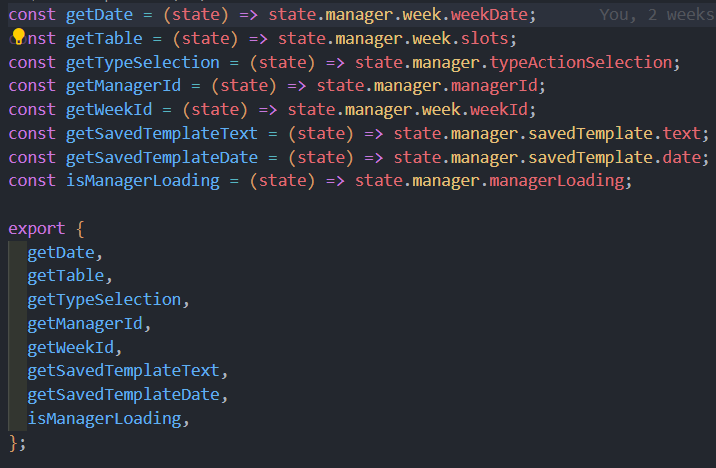 const getDate = (state) => state.manager.week.weekDate; You, 2 weeks
const getTable = (state) => state.manager.week.slots;
const getTypeSelection = (state) => state.manager.typeActionSelection;
const getManagerId = (state) => state.manager.managerId;
const getWeekId = (state) => state.manager.week.weekId;
const getSavedTemplateText = (state) => state.manager.savedTemplate.text;
const getSavedTemplateDate = (state) => state.manager.savedTemplate.date;
const isManagerLoading = (state) => state.manager.managerLoading;
export {
getDate,
getTable,
getTypeSelection,
getManagerId,
getWeekId,
getSavedTemplateText,
getSavedTemplateDate,
isManagerLoading,
};